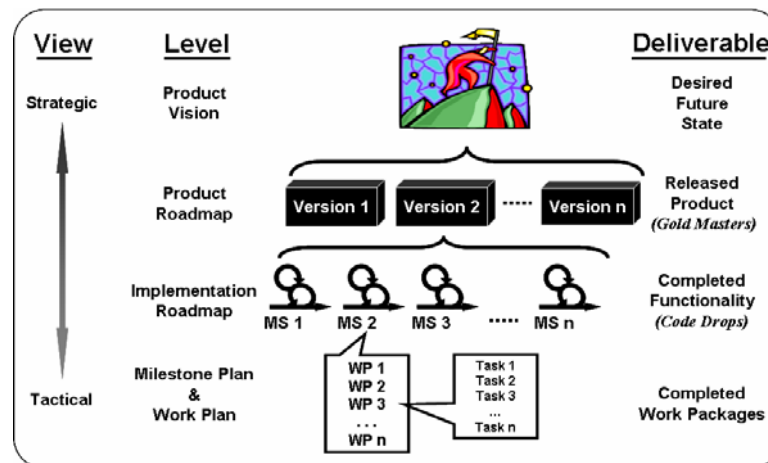 View
Level
Deliverable
Strategic
Product
Vision
Desired
Future
State
Product
Roadmap
Version 1
Version 2
.....
Version n
Released
Product
(Gold Masters)
Implementation
Roadmap
MS 1
MS 2
MS 3
.....
MS n
Completed
Functionality
(Code Drops)
Tactical
Milestone Plan
&
Work Plan
WP 1
WP 2
WP 3
...
WP n
Task 1
Task 2
Task 3
...
Task n
Completed
Work Packages